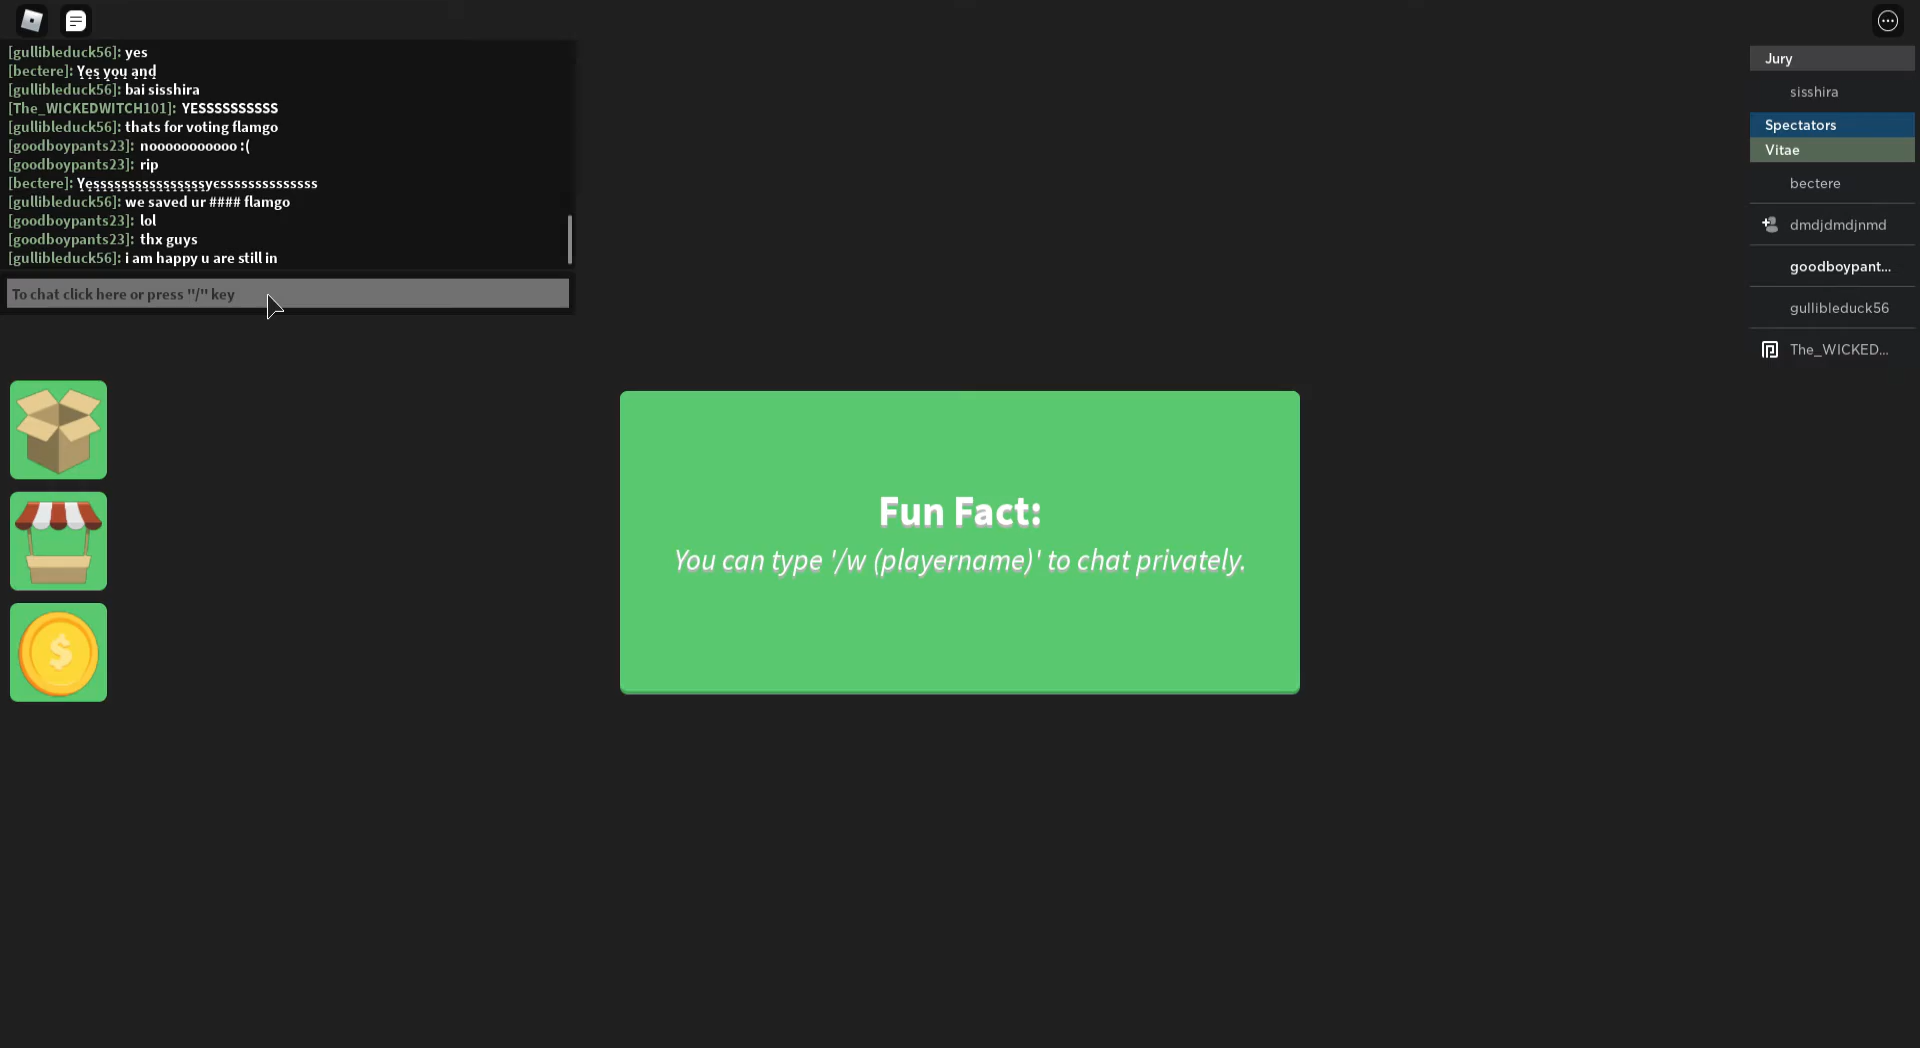 [gullibleduck56]: yes
[bectere]: Yes you and
[gullibleduck56]: bai sisshira
[The_WICKEDWITCH101]: YESSSSSSSSSS
[gullibleduck56]: thats for voting flamgo
[goodboypants23]: nooooooooooo :(
[goodboypants23]: rip
[bectere]: Yesssssssssssssssssyessssssssssssss
[gullibleduck56]: we saved ur #### flamgo
[goodboypants23]: lol
[goodboypants23]: thx guys
[gullibleduck56]: i am happy u are still in
To chat click here or press "/" key
Jury
sisshira
Spectators
Vitae
bectere
dmdjdmdjnmd
goodboypant...
gullibleduck56
The_WICKED...
Fun Fact:
You can type '/w (playername)' to chat privately.
$